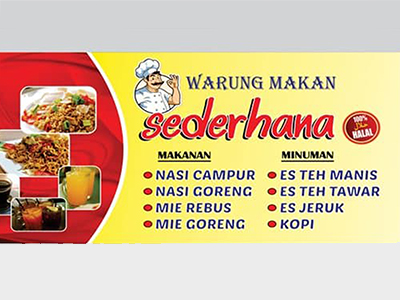 WARUNG MAKAN
sederhana
100%
HALAL
MAKANAN
NASI CAMPUR
NASI GORENG
MIE REBUS
MIE GORENG
MINUMAN
ES TEH MANIS
ES TEH TAWAR
ES JERUK
KOPI